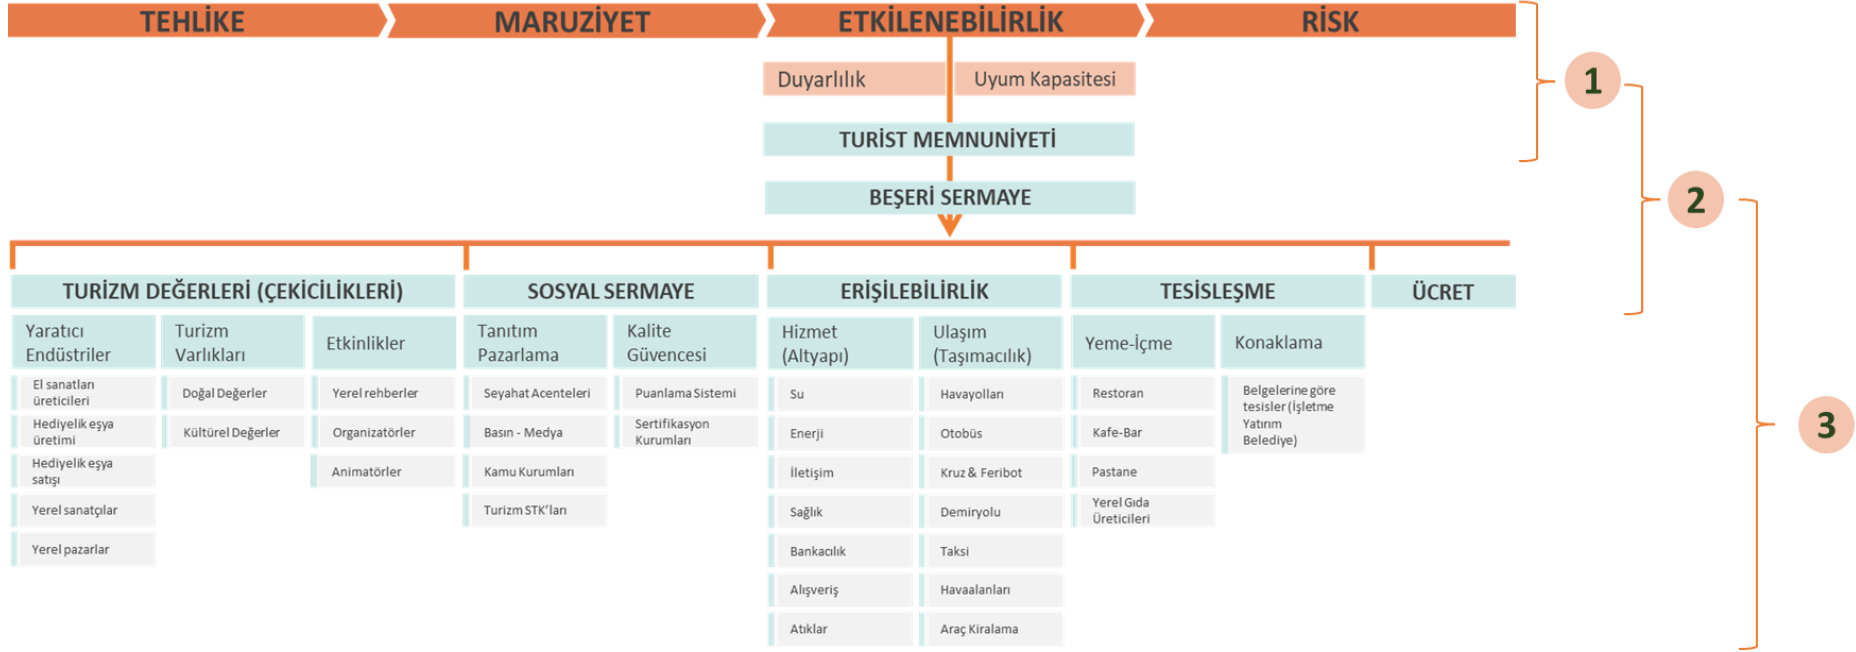 TEHLİKE
MARUZİYET
ETKİLENEBİLİRLİK
RİSK
Duyarlılık
Uyum Kapasitesi
TURİST MEMNUNİYETİ
BEŞERİ SERMAYE
1
2
3
TURİZM DEĞERLERİ (ÇEKİCİLİKLERİ)
Yaratıcı
Endüstriler
El sanatları
üreticileri
Hediyelik eşya
üretimi
Hediyelik eşya
satışı
Yerel sanatçılar
Yerel pazarlar
Turizm
Varlıkları
Doğal Değerler
Kültürel Değerler
Etkinlikler
Yerel rehberler
Organizatörler
Animatörler
SOSYAL SERMAYE
Tanıtım
Pazarlama
Seyahat Acenteleri
Basın - Medya
Kamu Kurumları
Turizm STK'ları
Kalite
Güvencesi
Puanlama Sistemi
Sertifikasyon
Kurumları
ERİŞİLEBİLİRLİK
Hizmet
(Altyapı)
Su
Enerji
İletişim
Sağlık
Bankacılık
Alışveriş
Atıklar
Ulaşım
(Taşımacılık)
Havayolları
Otobüs
Kruz & Feribot
Demiryolu
Taksi
Havaalanları
Araç Kiralama
TESİSLEŞME
Yeme-İçme
Restoran
Kafe-Bar
Pastane
Yerel Gıda
Üreticileri
Konaklama
Belgelerine göre
tesisler (İşletme
Yatırım
Belediye)
ÜCRET